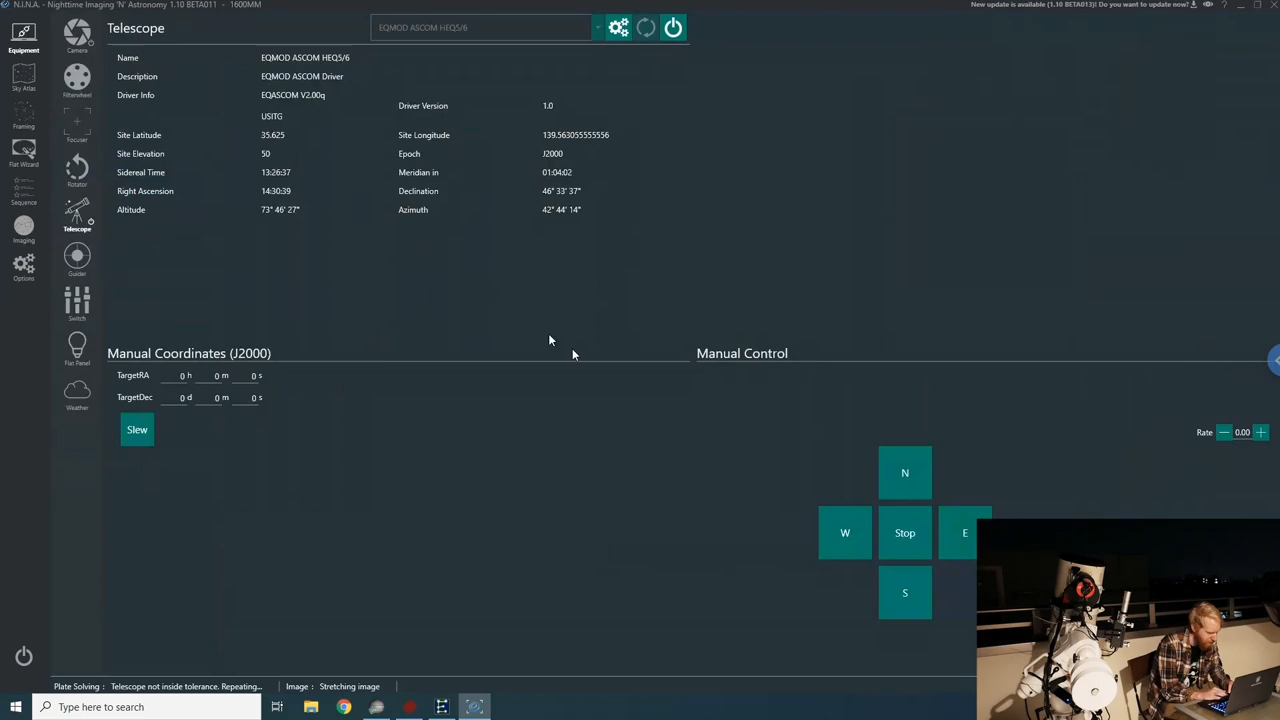 N.I.N.A. - Nighttime Imaging 'N' Astronomy 1.10 BETA011 - 1600MM
New update is available (1.10 BETA013)! Do you want to update now?
Equipment
Sky Atlas
Framing
Flat Wizard
Sequence
Imaging
Options
Camera
Filterwheel
Focuser
Rotator
Telescope
Guider
Switch
Flat Panel
Weather
Telescope
EQMOD ASCOM HEQ5/6
Name EQMOD ASCOM HEQ5/6
Description EQMOD ASCOM Driver
Driver Info EQASCOM V2.00q
USITG
Driver Version 1.0
Site Latitude 35.625 Site Longitude 139.563055555556
Site Elevation 50 Epoch J2000
Sidereal Time 13:26:37 Meridian in 01:04:02
Right Ascension 14:30:39 Declination 46° 33' 37"
Altitude 73° 46' 27" Azimuth 42° 44' 14"
Manual Coordinates (J2000)
TargetRA 0 h 0 m 0 s
TargetDec 0 d 0 m 0 s
Slew
Manual Control
Rate 0.00
N
W Stop E
S
Plate Solving : Telescope not inside tolerance. Repeating... Image : Stretching image
Type here to search